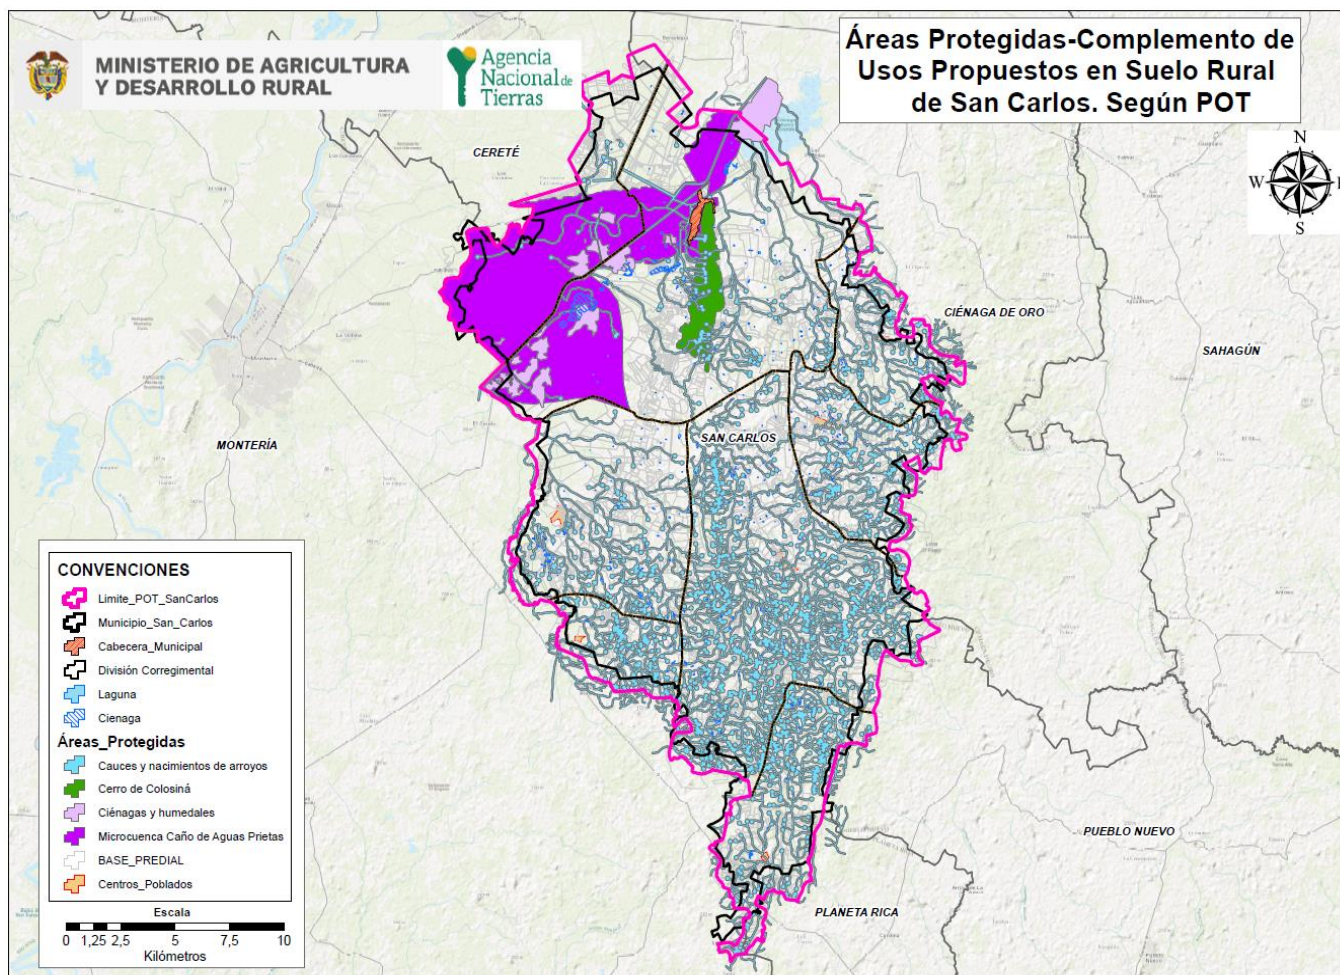 MINISTERIO DE AGRICULTURA
Y DESARROLLO RURAL
Agencia
Nacional de
Tierras
Áreas Protegidas-Complemento de
Usos Propuestos en Suelo Rural
de San Carlos. Según POT
N
W
E
S
CERETÉ
CIÉNAGA DE ORO
SAHAGÚN
MONTERÍA
SAN CARLOS
PUEBLO NUEVO
PLANETA RICA
CONVENCIONES
Limite_POT_SanCarlos
Municipio_San_Carlos
Cabecera_Municipal
División Corregimental
Laguna
Cienaga
Áreas_Protegidas
Cauces y nacimientos de arroyos
Cerro de Colosiná
Ciénagas y humedales
Microcuenca Caño de Aguas Prietas
BASE_PREDIAL
Centros_Poblados
Escala
0 1,25 2,5 5 7,5 10
Kilómetros